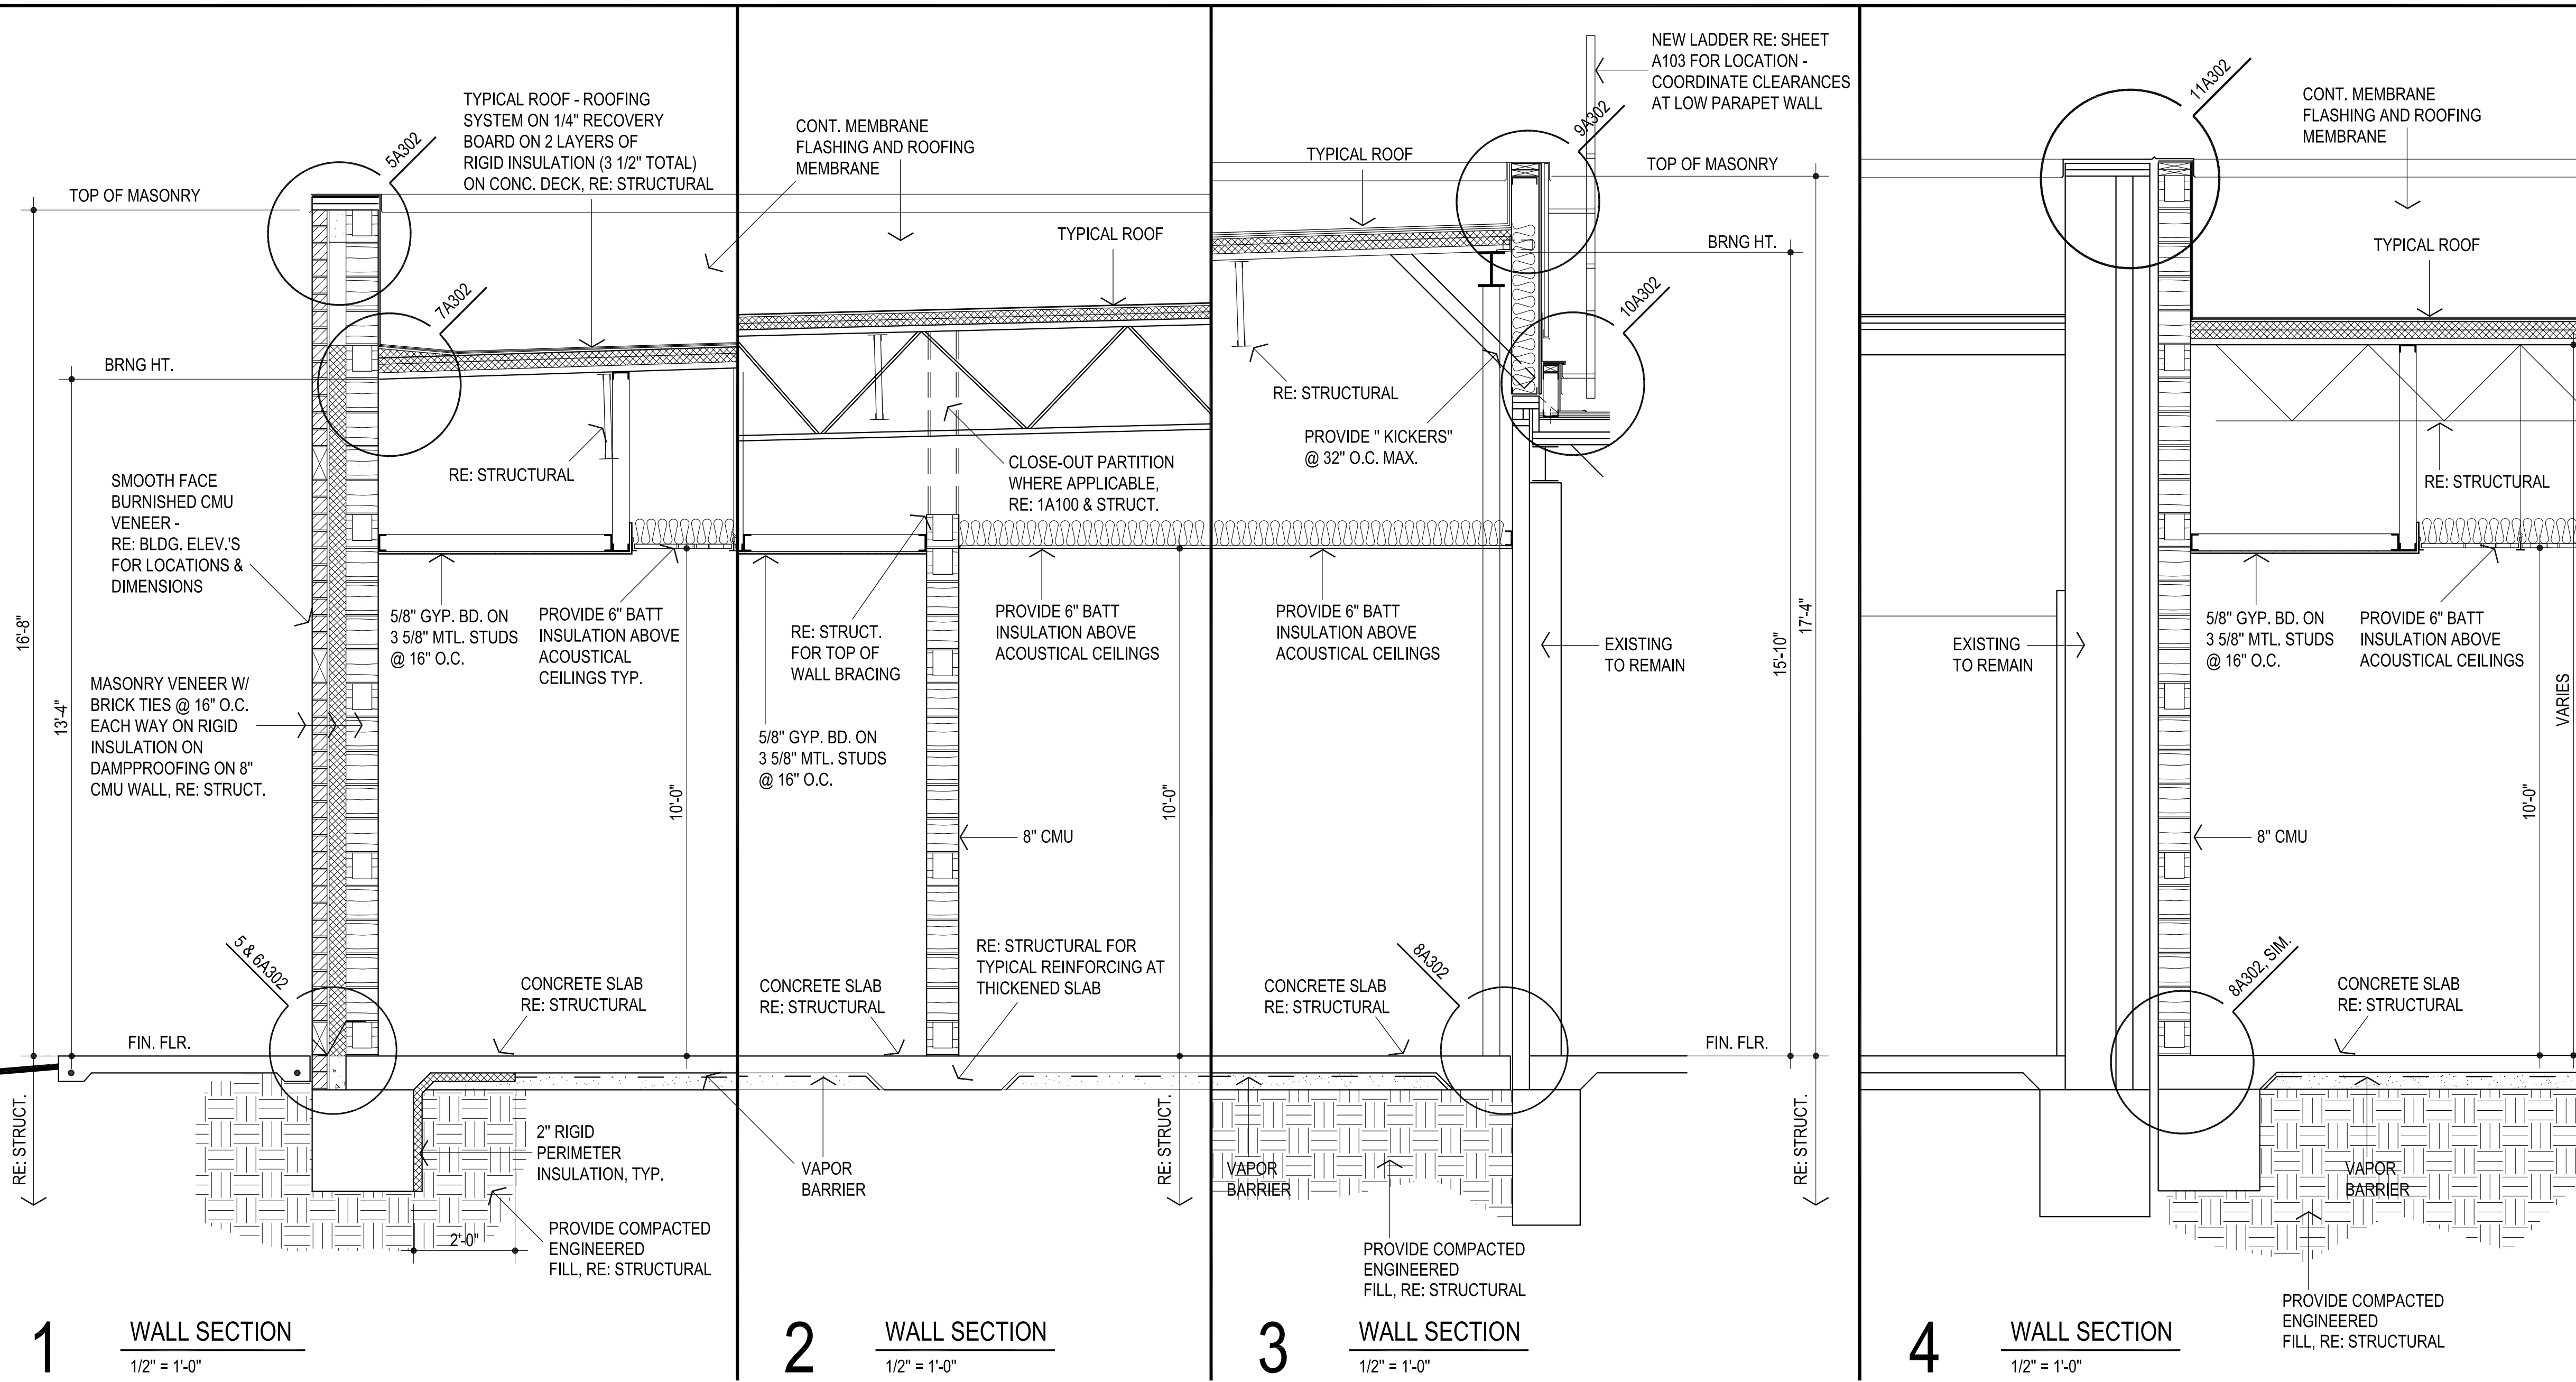 TOP OF MASONRY
TYPICAL ROOF - ROOFING
SYSTEM ON 1/4" RECOVERY
BOARD ON 2 LAYERS OF
RIGID INSULATION (3 1/2" TOTAL)
ON CONC. DECK, RE: STRUCTURAL
5A302
7A302
BRNG HT.
RE: STRUCTURAL
SMOOTH FACE
BURNISHED CMU
VENEER -
RE: BLDG. ELEV.'S
FOR LOCATIONS &
DIMENSIONS
5/8" GYP. BD. ON
3 5/8" MTL. STUDS
@ 16" O.C.
PROVIDE 6" BATT
INSULATION ABOVE
ACOUSTICAL
CEILINGS TYP.
16'-8"
13'-4"
MASONRY VENEER W/
BRICK TIES @ 16" O.C.
EACH WAY ON RIGID
INSULATION ON
DAMPPROOFING ON 8"
CMU WALL, RE: STRUCT.
10'-0"
5 & 6A302
CONCRETE SLAB
RE: STRUCTURAL
FIN. FLR.
RE: STRUCT.
2" RIGID
PERIMETER
INSULATION, TYP.
PROVIDE COMPACTED
ENGINEERED
FILL, RE: STRUCTURAL
2'-0"
1
WALL SECTION
1/2" = 1'-0"
CONT. MEMBRANE
FLASHING AND ROOFING
MEMBRANE
TYPICAL ROOF
CLOSE-OUT PARTITION
WHERE APPLICABLE,
RE: 1A100 & STRUCT.
RE: STRUCT.
FOR TOP OF
WALL BRACING
PROVIDE 6" BATT
INSULATION ABOVE
ACOUSTICAL CEILINGS
5/8" GYP. BD. ON
3 5/8" MTL. STUDS
@ 16" O.C.
10'-0"
8" CMU
CONCRETE SLAB
RE: STRUCTURAL
RE: STRUCTURAL FOR
TYPICAL REINFORCING AT
THICKENED SLAB
VAPOR
BARRIER
RE: STRUCT.
2
WALL SECTION
1/2" = 1'-0"
NEW LADDER RE: SHEET
A103 FOR LOCATION -
COORDINATE CLEARANCES
AT LOW PARAPET WALL
9A302
TYPICAL ROOF
TOP OF MASONRY
BRNG HT.
10A302
RE: STRUCTURAL
PROVIDE " KICKERS"
@ 32" O.C. MAX.
PROVIDE 6" BATT
INSULATION ABOVE
ACOUSTICAL CEILINGS
EXISTING
TO REMAIN
15'-10"
17'-4"
8A302
CONCRETE SLAB
RE: STRUCTURAL
FIN. FLR.
VAPOR
BARRIER
RE: STRUCT.
PROVIDE COMPACTED
ENGINEERED
FILL, RE: STRUCTURAL
3
WALL SECTION
1/2" = 1'-0"
11A302
CONT. MEMBRANE
FLASHING AND ROOFING
MEMBRANE
TYPICAL ROOF
RE: STRUCTURAL
EXISTING
TO REMAIN
5/8" GYP. BD. ON
3 5/8" MTL. STUDS
@ 16" O.C.
PROVIDE 6" BATT
INSULATION ABOVE
ACOUSTICAL CEILINGS
VARIES
10'-0"
8" CMU
8A302, SIM.
CONCRETE SLAB
RE: STRUCTURAL
VAPOR
BARRIER
PROVIDE COMPACTED
ENGINEERED
FILL, RE: STRUCTURAL
4
WALL SECTION
1/2" = 1'-0"